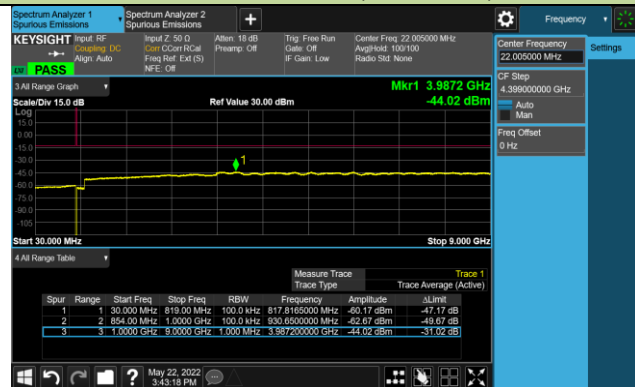 Spectrum Analyzer 1
Spurious Emissions
Spectrum Analyzer 2
Spurious Emissions
+
Frequency
KEYSIGHT
Input: RF
Coupling: DC
Align: Auto
Input Z: 50 Ω
Corr CCorr RCal
Freq Ref: Ext (S)
NFE: Off
Atten: 18 dB
Preamp: Off
Trig: Free Run
Gate: Off
IF Gain: Low
Center Freq: 22.005000 MHz
Avg|Hold: 100/100
Radio Std: None
PASS
Center Frequency
22.005000 MHz
Settings
CF Step
4.399000000 GHz
Auto
Man
Freq Offset
0 Hz
3 All Range Graph
Mkr1 3.9872 GHz
-44.02 dBm
Scale/Div 15.0 dB
Ref Value 30.00 dBm
Log
15.0
0.00
-15.0
-30.0
-45.0
-60.0
-75.0
-90.0
-105
1
Start 30.000 MHz
Stop 9.000 GHz
4 All Range Table
Measure Trace Trace 1
Trace Type Trace Average (Active)
Spur Range Start Freq Stop Freq RBW Frequency Amplitude ΔLimit
1 1 30.000 MHz 819.00 MHz 100.0 kHz 817.8165000 MHz -60.17 dBm -47.17 dB
2 2 854.00 MHz 1.0000 GHz 100.0 kHz 930.6500000 MHz -62.67 dBm -49.67 dB
3 3 1.0000 GHz 9.0000 GHz 1.000 MHz 3.987200000 GHz -44.02 dBm -31.02 dB
?
May 22, 2022
3:43:18 PM